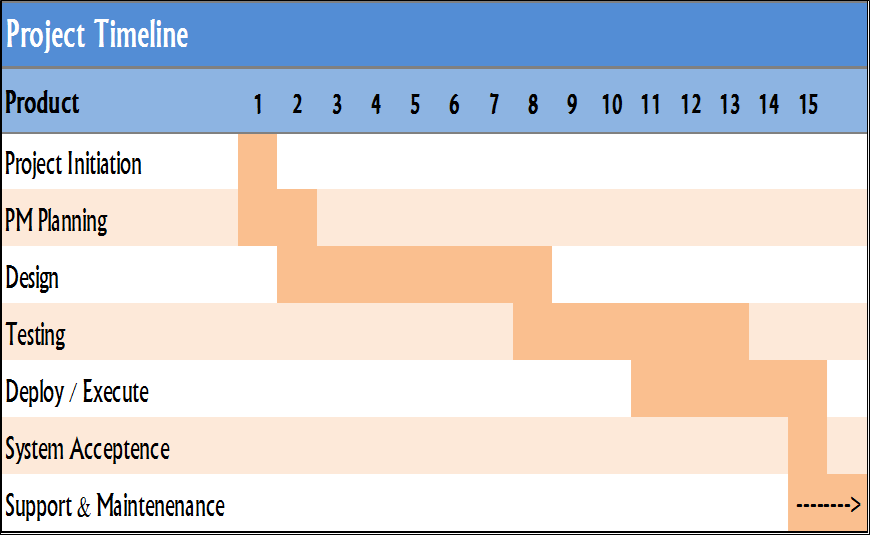 Project Timeline
Product 1 2 3 4 5 6 7 8 9 10 11 12 13 14 15
Project Initiation
PM Planning
Design
Testing
Deploy / Execute
System Acceptence
Support & Maintenenance -------->